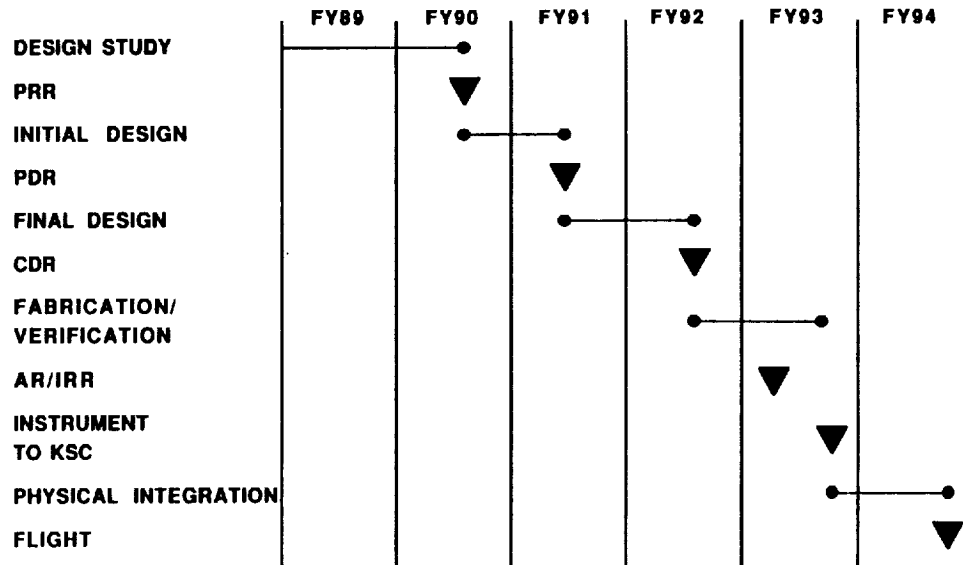 FY89 FY90 FY91 FY92 FY93 FY94
DESIGN STUDY
PRR
INITIAL DESIGN
PDR
FINAL DESIGN
CDR
FABRICATION/
VERIFICATION
AR/IRR
INSTRUMENT
TO KSC
PHYSICAL INTEGRATION
FLIGHT